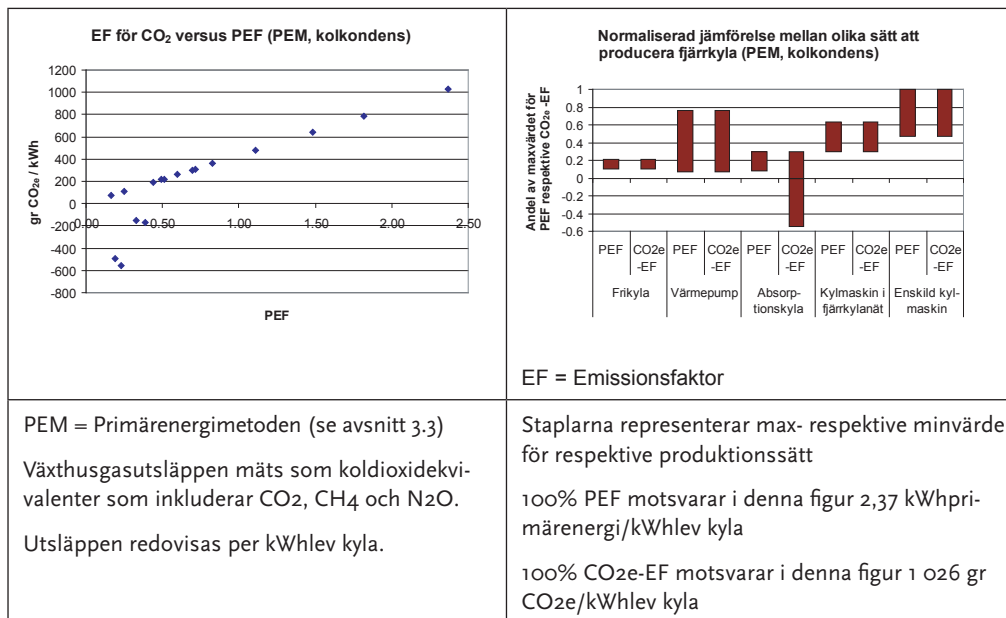 EF för CO2 versus PEF (PEM, kolkondens)
gr CO2e / kWh
1200
1000
800
600
400
200
0
-200
-400
-600
-800
0.00 0.50 1.00 1.50 2.00 2.50
PEF
Normaliserad jämförelse mellan olika sätt att
producera fjärrkyla (PEM, kolkondens)
Andel av maxvärdet för
PEF respektive CO2e -EF
1
0.8
0.6
0.4
0.2
0
-0.2
-0.4
-0.6
PEF CO2e PEF CO2e PEF CO2e PEF CO2e PEF CO2e
-EF -EF -EF -EF -EF
Frikyla Värmepump Absorp- Kylmaskin i Enskild kyl-
tionskyla fjärrkylanät maskin
EF = Emissionsfaktor
PEM = Primärenergimetoden (se avsnitt 3.3)
Växthusgasutsläppen mäts som koldioxidekvi-
valenter som inkluderar CO2, CH4 och N2O.
Utsläppen redovisas per kWhlev kyla.
Staplarna representerar max- respektive minvärde
för respektive produktionssätt
100% PEF motsvarar i denna figur 2,37 kWhpri-
märenergi/kWhlev kyla
100% CO2e-EF motsvarar i denna figur 1 026 gr
CO2e/kWhlev kyla